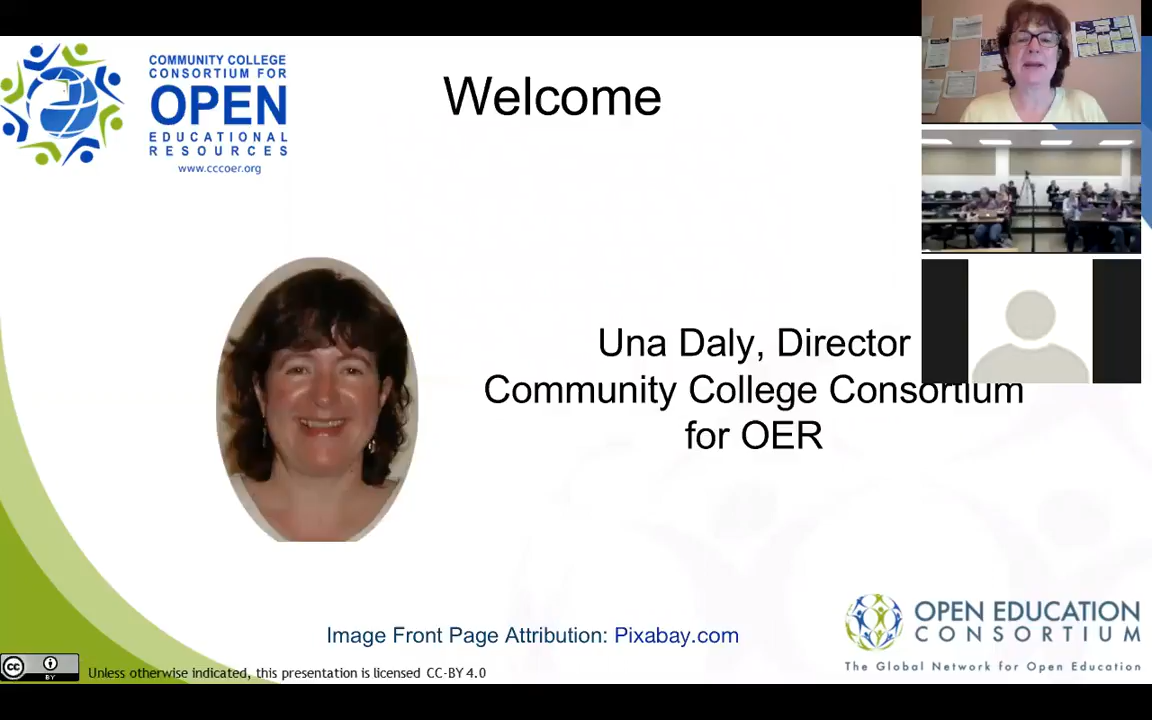 COMMUNITY COLLEGE
CONSORTIUM FOR
OPEN
EDUCATIONAL
RESOURCES
www.cccoer.org
Welcome
Una Daly, Director
Community College Consortium
for OER
Image Front Page Attribution: Pixabay.com
OPEN EDUCATION
CONSORTIUM
The Global Network for Open Education
cc
BY
Unless otherwise indicated, this presentation is licensed CC-BY 4.0